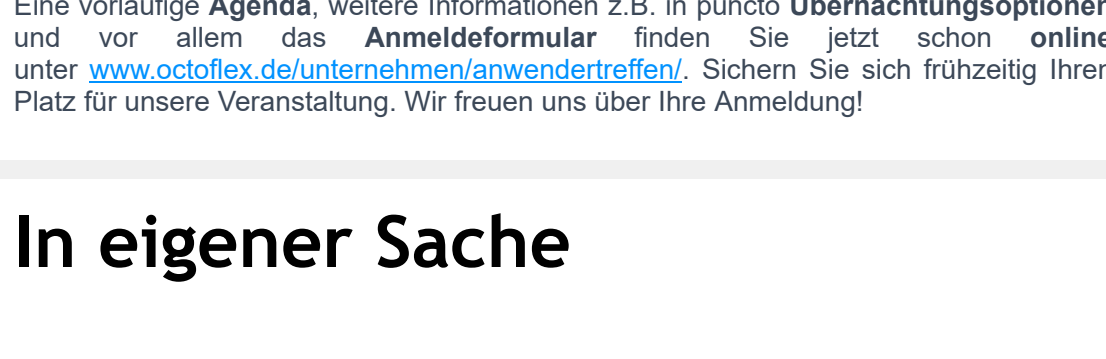 Eine vorläufige Agenda, weitere Informationen z.B. in puncto Übernachtungsoptionen
und vor allem das Anmeldeformular finden Sie jetzt schon online
unter www.octoflex.de/unternehmen/anwendertreffen/. Sichern Sie sich frühzeitig Ihren
Platz für unsere Veranstaltung. Wir freuen uns über Ihre Anmeldung!
In eigener Sache